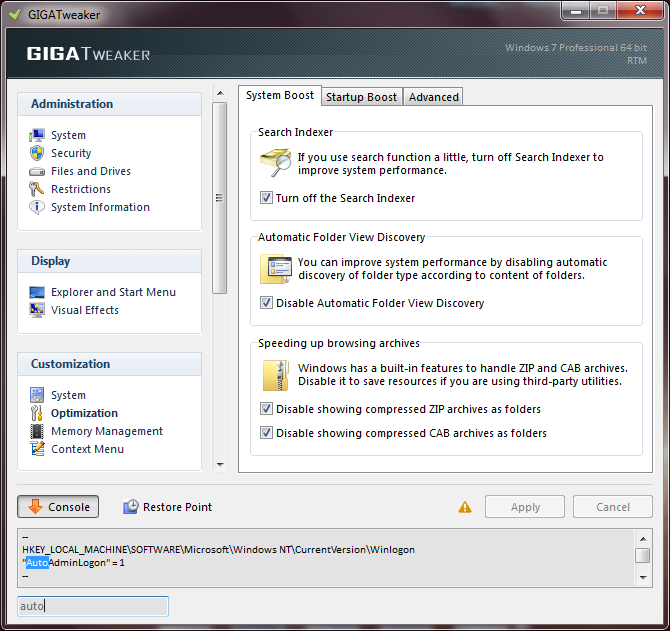 GIGATweaker
GIGATWEAKER
Windows 7 Professional 64 bit
RTM
Administration
System
Security
Files and Drives
Restrictions
System Information
Display
Explorer and Start Menu
Visual Effects
Customization
System
Optimization
Memory Management
Context Menu
System Boost
Startup Boost
Advanced
Search Indexer
If you use search function a little, turn off Search Indexer to
improve system performance.
Turn off the Search Indexer
Automatic Folder View Discovery
You can improve system performance by disabling automatic
discovery of folder type according to content of folders.
Disable Automatic Folder View Discovery
Speeding up browsing archives
Windows has a built-in features to handle ZIP and CAB archives.
Disable it to save resources if you are using third-party utilities.
Disable showing compressed ZIP archives as folders
Disable showing compressed CAB archives as folders
Console
Restore Point
Apply
Cancel
--
HKEY_LOCAL_MACHINE\SOFTWARE\Microsoft\Windows NT\CurrentVersion\Winlogon
"AutoAdminLogon" = 1
--
auto